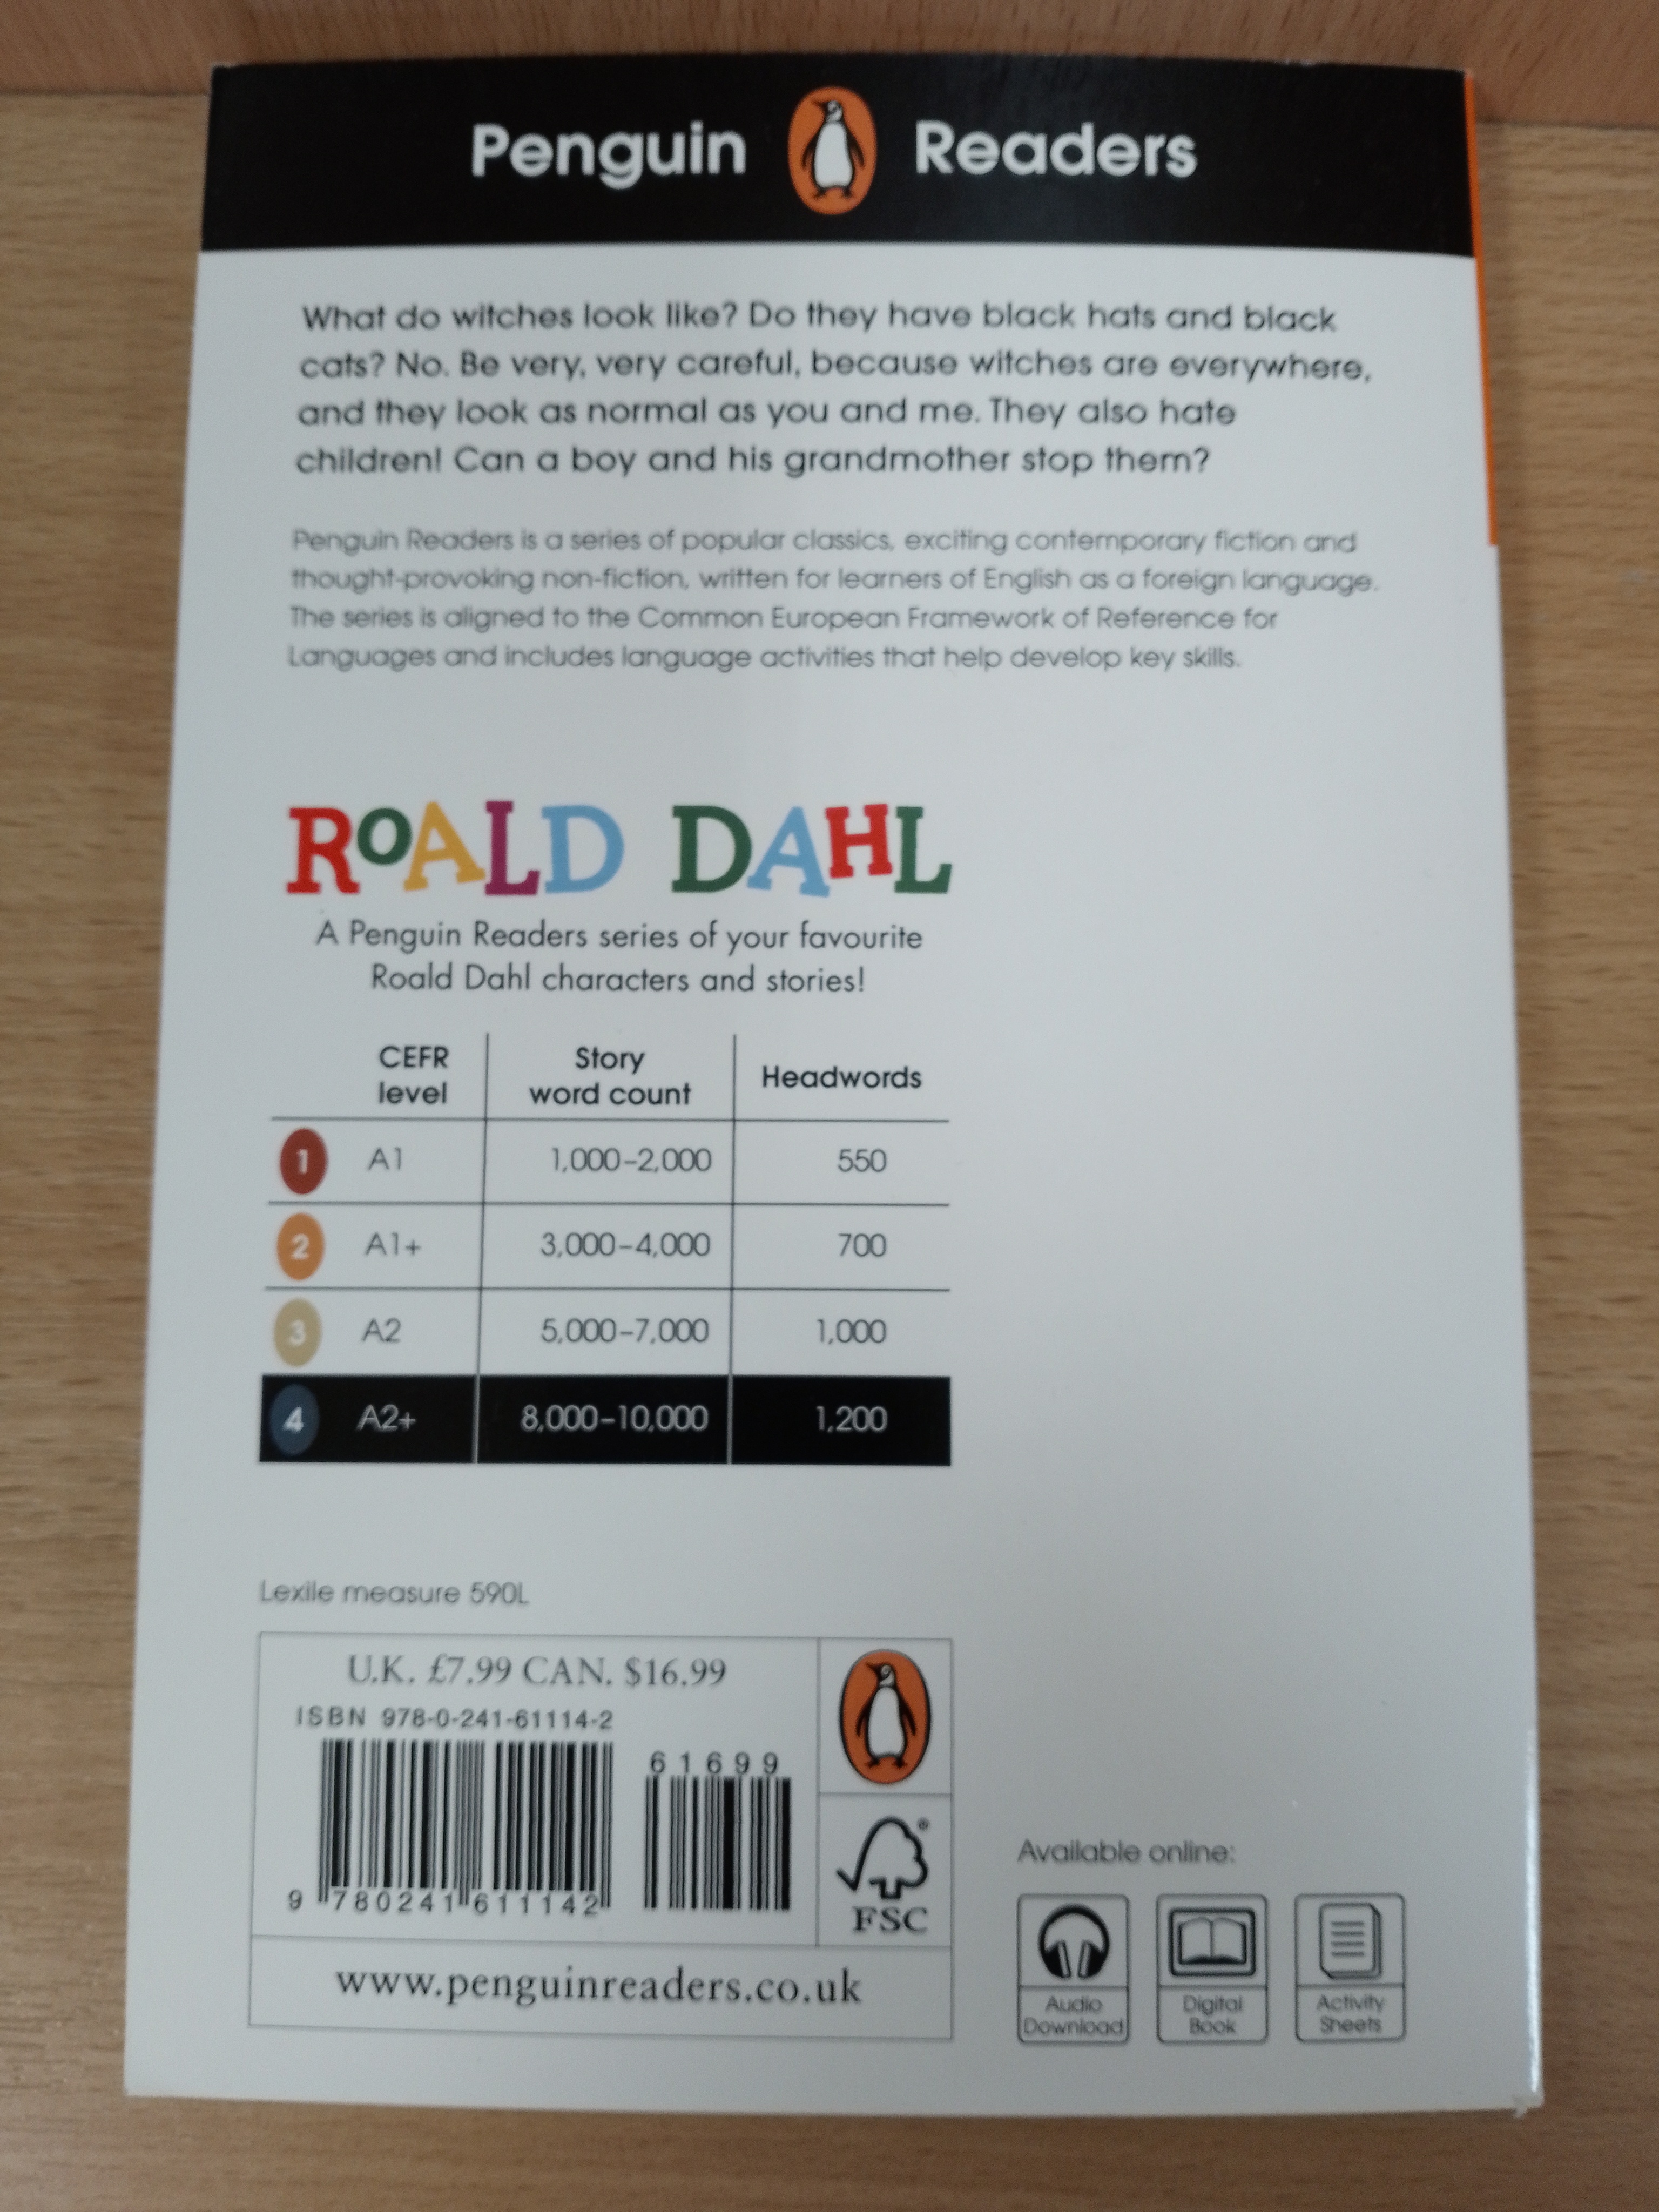 Penguin Readers
What do witches look like? Do they have black hats and black
cats? No. Be very, very careful, because witches are everywhere,
and they look as normal as you and me. They also hate
children! Can a boy and his grandmother stop them?
Penguin Readers is a series of popular classics, exciting contemporary fiction and
thought-provoking non-fiction, written for learners of English as a foreign language.
The series is aligned to the Common European Framework of Reference for
Languages and includes language activities that help develop key skills.
ROALD DAHL
A Penguin Readers series of your favourite
Roald Dahl characters and stories!
CEFR level Story word count Headwords
1 A1 1,000–2,000 550
2 A1+ 3,000–4,000 700
3 A2 5,000–7,000 1,000
4 A2+ 8,000–10,000 1,200
Lexile measure 590L
U.K. £7.99 CAN. $16.99
ISBN 978-0-241-61114-2
61699
9 780241 611142
FSC
®
www.penguinreaders.co.uk
Available online:
Audio Download
Digital Book
Activity Sheets